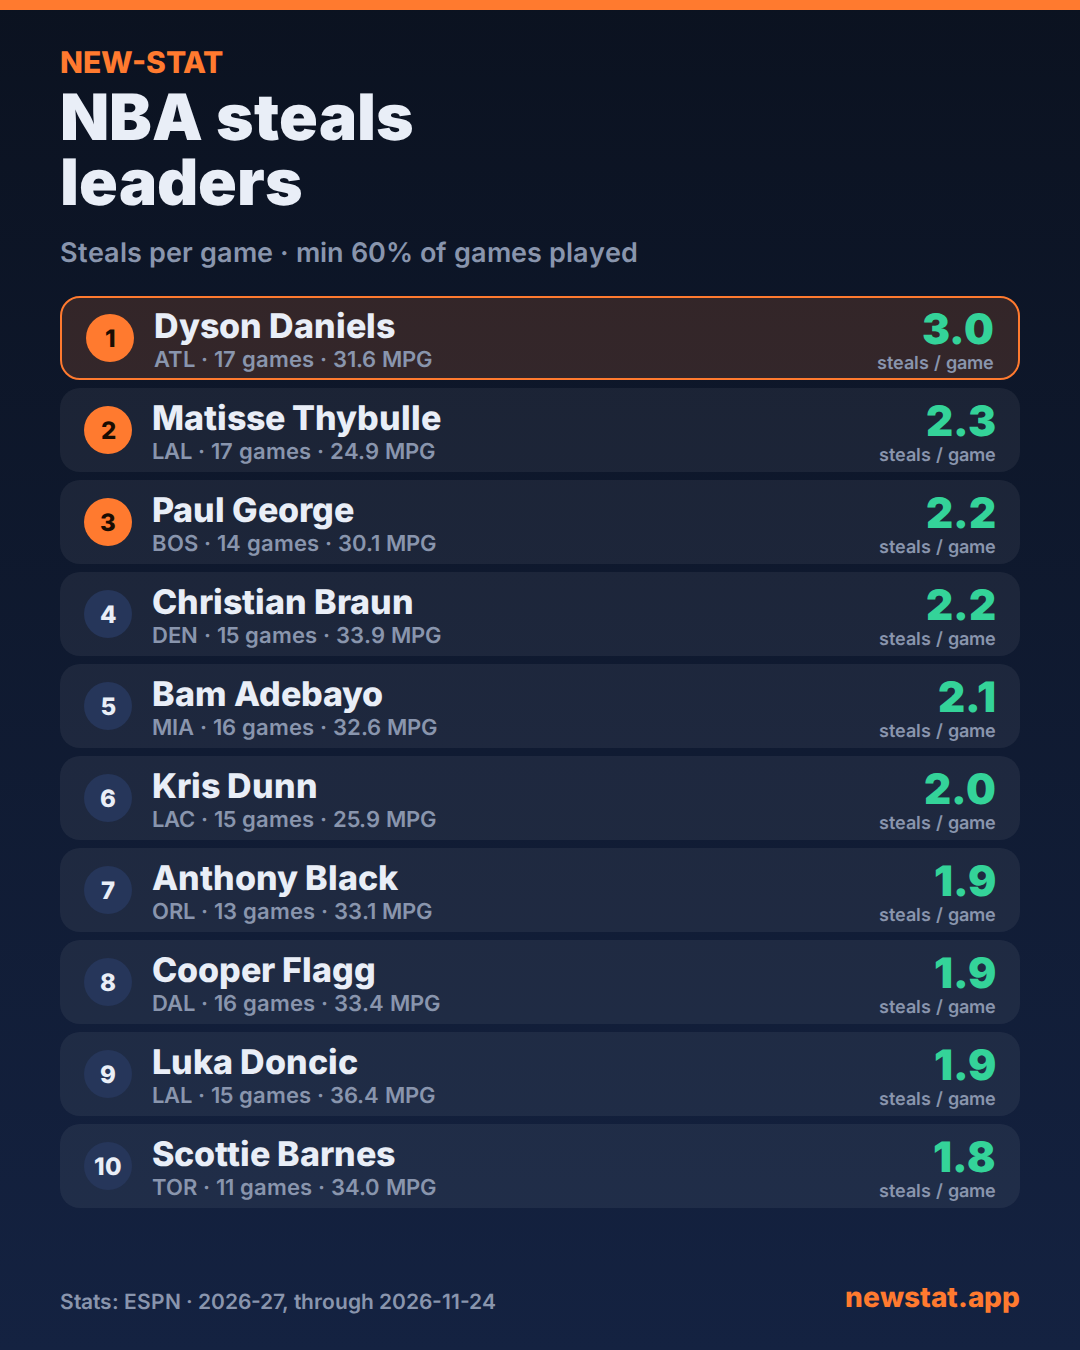 NEW-STAT
NBA steals
leaders
Steals per game · min 60% of games played
1
Dyson Daniels
ATL · 17 games · 31.6 MPG
3.0
steals / game
2
Matisse Thybulle
LAL · 17 games · 24.9 MPG
2.3
steals / game
3
Paul George
BOS · 14 games · 30.1 MPG
2.2
steals / game
4
Christian Braun
DEN · 15 games · 33.9 MPG
2.2
steals / game
5
Bam Adebayo
MIA · 16 games · 32.6 MPG
2.1
steals / game
6
Kris Dunn
LAC · 15 games · 25.9 MPG
2.0
steals / game
7
Anthony Black
ORL · 13 games · 33.1 MPG
1.9
steals / game
8
Cooper Flagg
DAL · 16 games · 33.4 MPG
1.9
steals / game
9
Luka Doncic
LAL · 15 games · 36.4 MPG
1.9
steals / game
10
Scottie Barnes
TOR · 11 games · 34.0 MPG
1.8
steals / game
Stats: ESPN · 2026-27, through 2026-11-24
newstat.app